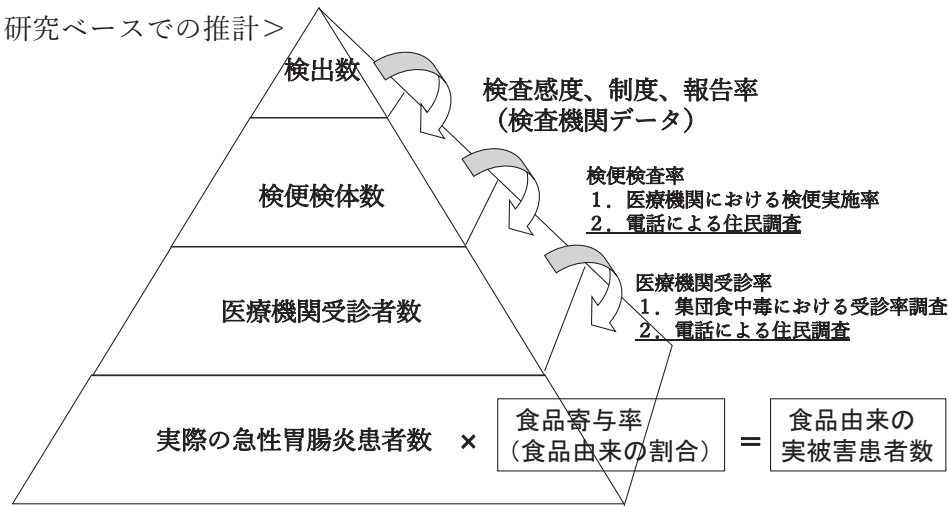 研究ベースでの推計＞
検出数
検査感度、制度、報告率
（検査機関データ）
検便検体数
検便検査率
１．医療機関における検便実施率
２．電話による住民調査
医療機関受診者数
医療機関受診率
１．集団食中毒における受診率調査
２．電話による住民調査
実際の急性胃腸炎患者数 × 食品寄与率 ＝ 食品由来の
（食品由来の割合） 実被害患者数